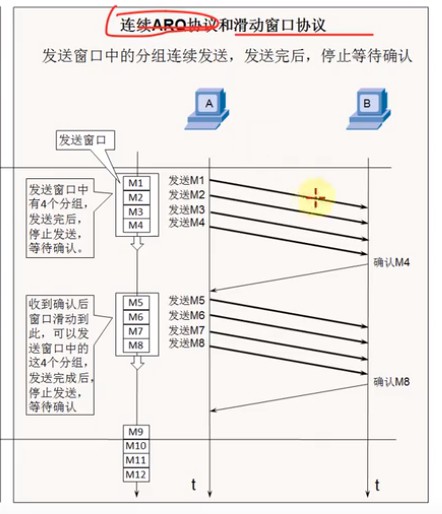 连续ARQ协议和滑动窗口协议
发送窗口中的分组连续发送，发送完后，停止等待确认
A
B
发送窗口
发送窗口中
有4个分组，
发送完后，
停止发送，
等待确认。
M1
M2
M3
M4
发送M1
发送M2
发送M3
发送M4
确认M4
收到确认后
窗口滑动到
此，可以发
送窗口中的
这4个分组，
发送完成后，
停止发送，
等待确认
M5
M6
M7
M8
发送M5
发送M6
发送M7
发送M8
确认M8
M9
M10
M11
M12
t
t